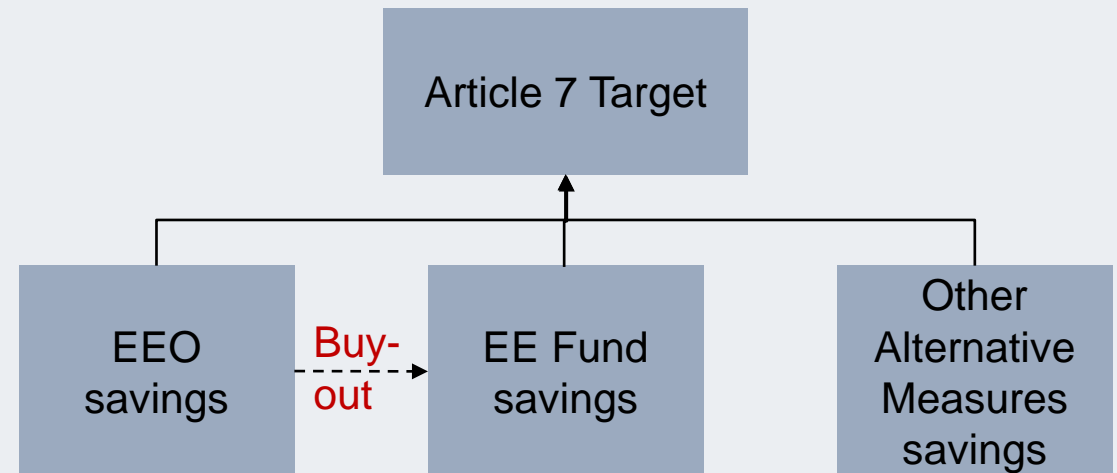 Article 7 Target
EEO
savings
Buy-
out
EE Fund
savings
Other
Alternative
Measures
savings